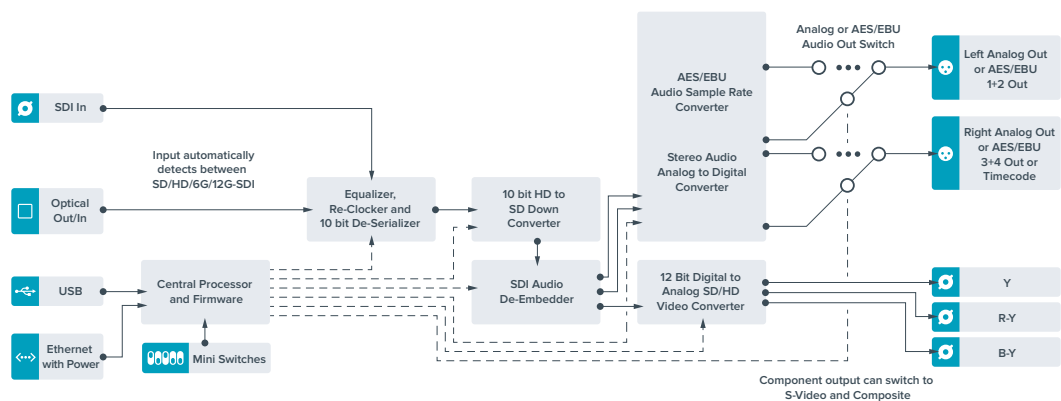 Analog or AES/EBU
Audio Out Switch
Left Analog Out
or AES/EBU
1+2 Out
AES/EBU
Audio Sample Rate
Converter
SDI In
Right Analog Out
or AES/EBU
3+4 Out or
Timecode
Input automatically
detects between
SD/HD/6G/12G-SDI
Stereo Audio
Analog to Digital
Converter
Optical
Out/In
Equalizer,
Re-Clocker and
10 bit De-Serializer
10 bit HD to
SD Down
Converter
USB
Central Processor
and Firmware
SDI Audio
De-Embedder
12 Bit Digital to
Analog SD/HD
Video Converter
Y
R-Y
Ethernet
with Power
Mini Switches
B-Y
Component output can switch to
S-Video and Composite